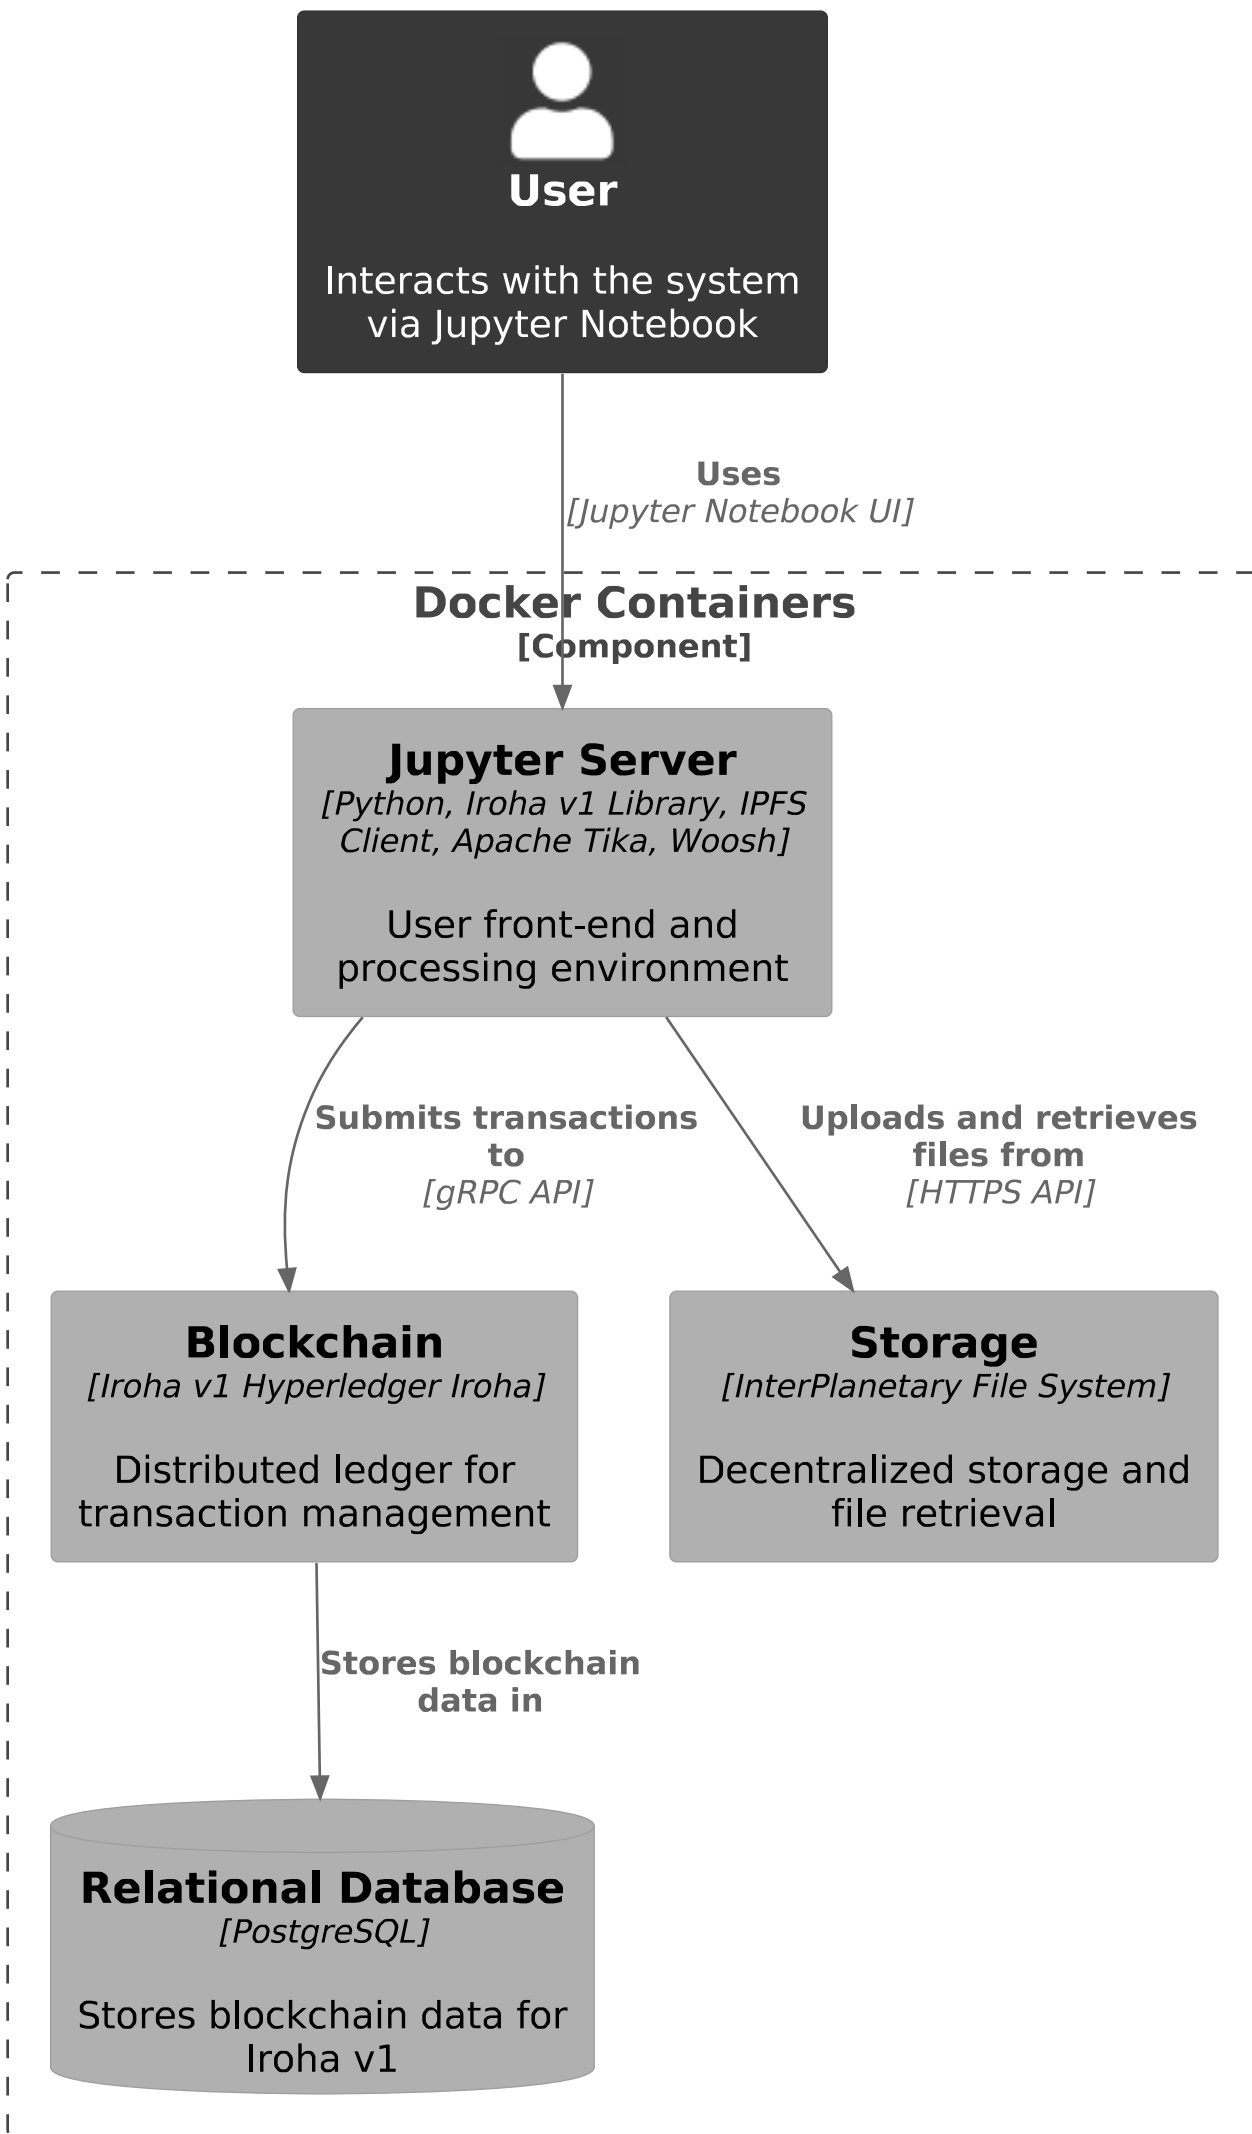 User
Interacts with the system
via Jupyter Notebook
Uses
[Jupyter Notebook UI]
Docker Containers
[Component]
Jupyter Server
[Python, Iroha v1 Library, IPFS
Client, Apache Tika, Woosh]
User front-end and
processing environment
Submits transactions
to
[gRPC API]
Uploads and retrieves
files from
[HTTPS API]
Blockchain
[Iroha v1 Hyperledger Iroha]
Distributed ledger for
transaction management
Storage
[InterPlanetary File System]
Decentralized storage and
file retrieval
Stores blockchain
data in
Relational Database
[PostgreSQL]
Stores blockchain data for
Iroha v1